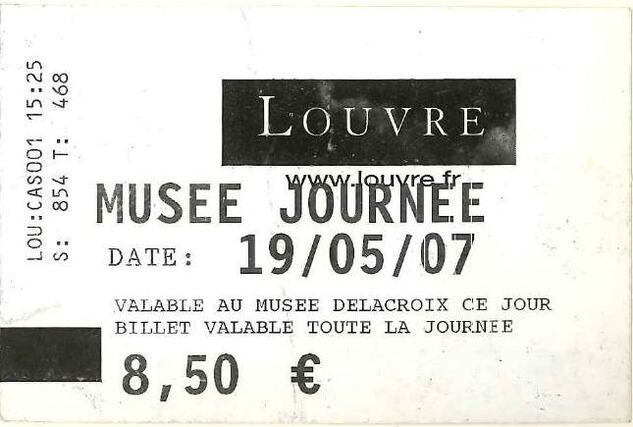 LOU:CAS001 15:25
S: 854 T: 468
LOUVRE
www.louvre.fr
MUSEE JOURNEE
DATE: 19/05/07
VALABLE AU MUSEE DELACROIX CE JOUR
BILLET VALABLE TOUTE LA JOURNEE
8,50 €